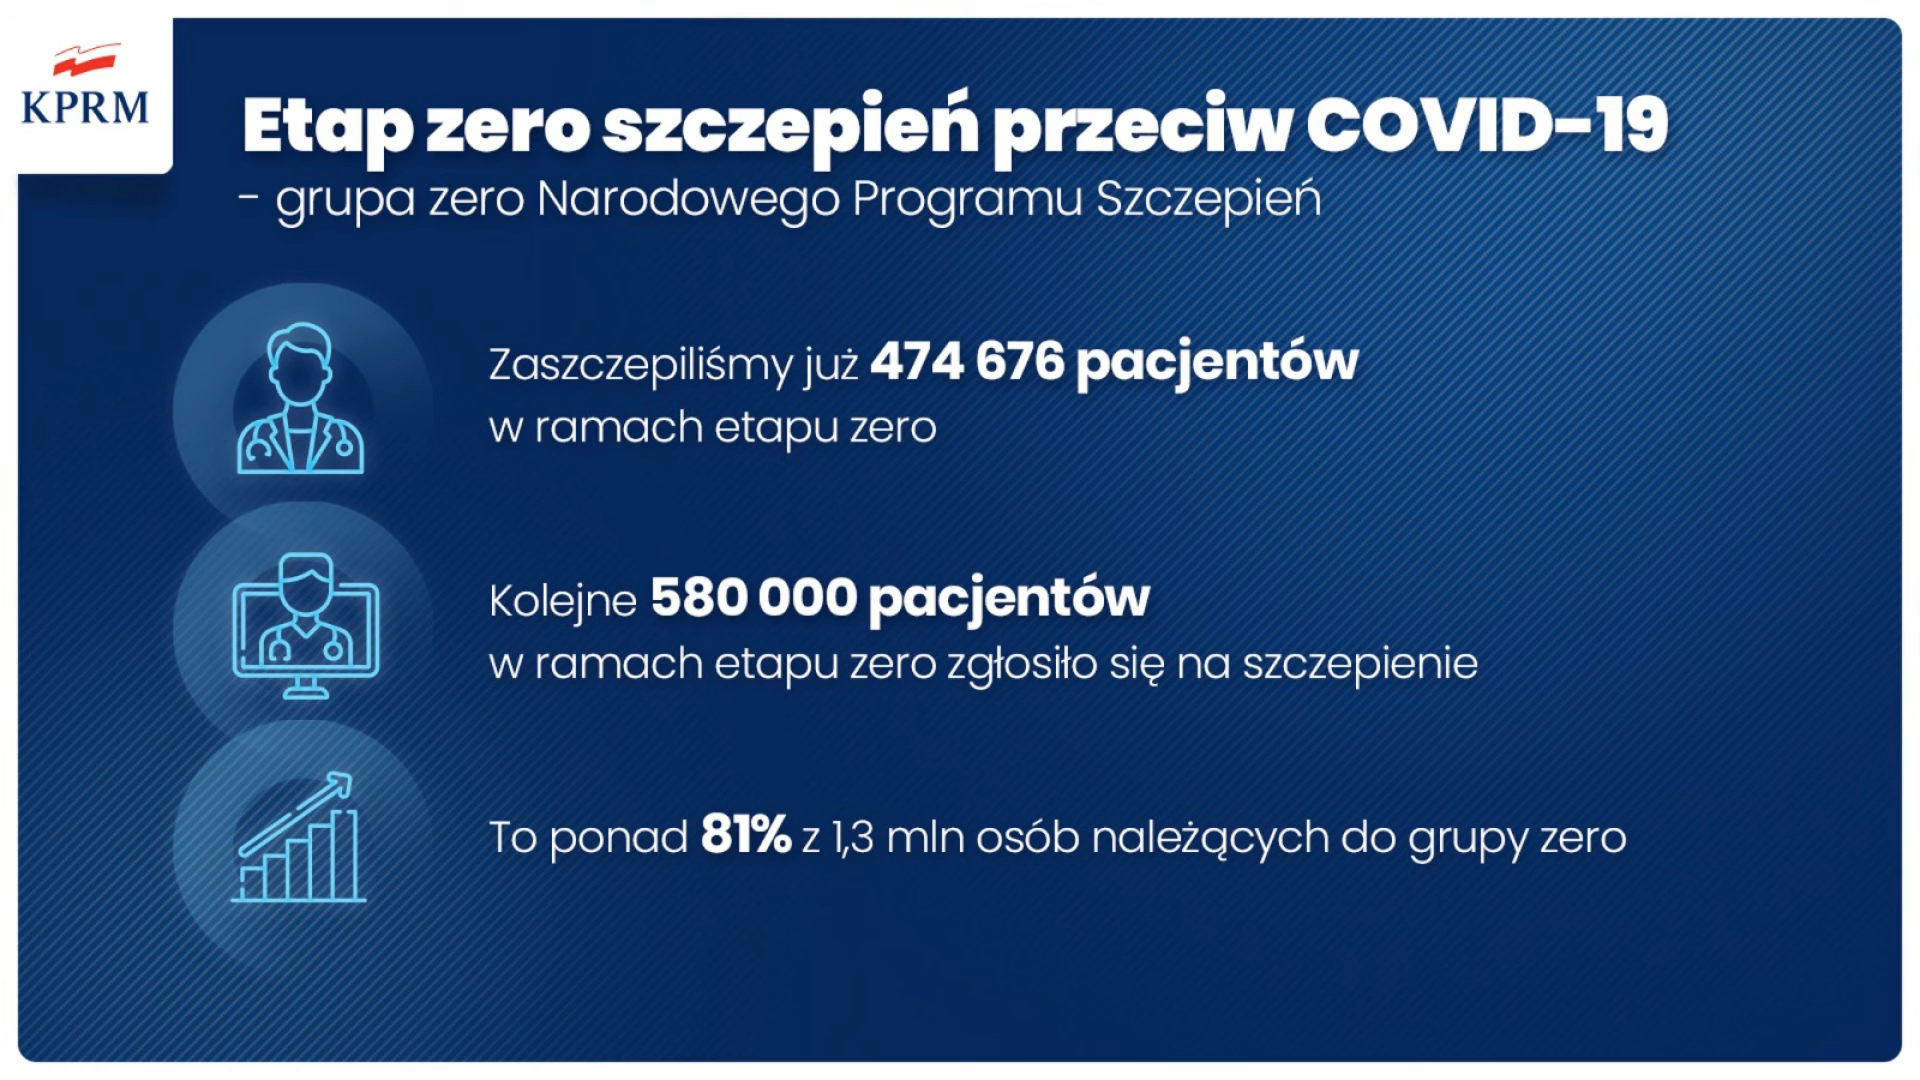 KPRM
Etap zero szczepień przeciw COVID-19
- grupa zero Narodowego Programu Szczepień
Zaszczepiliśmy już 474 676 pacjentów
w ramach etapu zero
Kolejne 580 000 pacjentów
w ramach etapu zero zgłosiło się na szczepienie
To ponad 81% z 1,3 mln osób należących do grupy zero